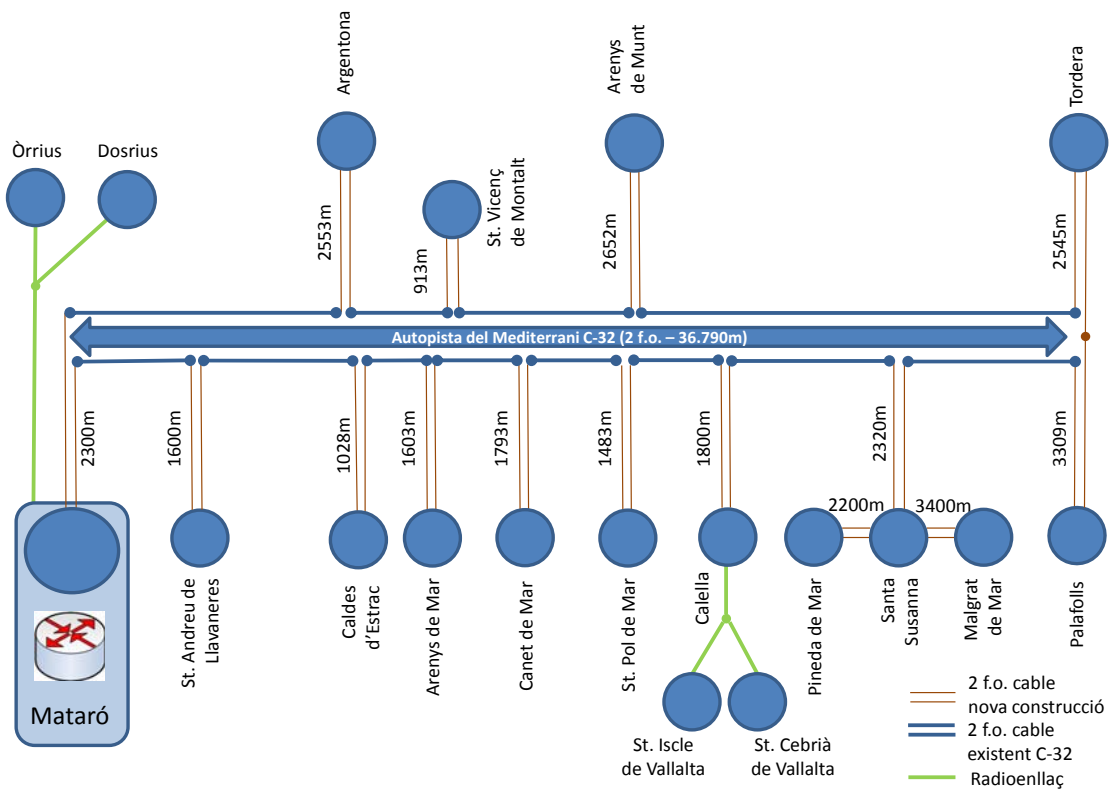 Argentona
Arenys
de Munt
Tordera
Òrrius
Dosrius
St. Vicenç
de Montalt
2553m
913m
2652m
2545m
Autopista del Mediterrani C-32 (2 f.o. – 36.790m)
2300m
1600m
1028m
1603m
1793m
1483m
1800m
2320m
3309m
2200m
3400m
St. Andreu de
Llavaneres
Caldes
d’Estrac
Arenys de Mar
Canet de Mar
St. Pol de Mar
Calella
Pineda de Mar
Santa
Susanna
Malgrat
de Mar
Palafolls
Mataró
St. Iscle
de Vallalta
St. Cebrià
de Vallalta
2 f.o. cable
nova construcció
2 f.o. cable
existent C-32
Radioenllaç